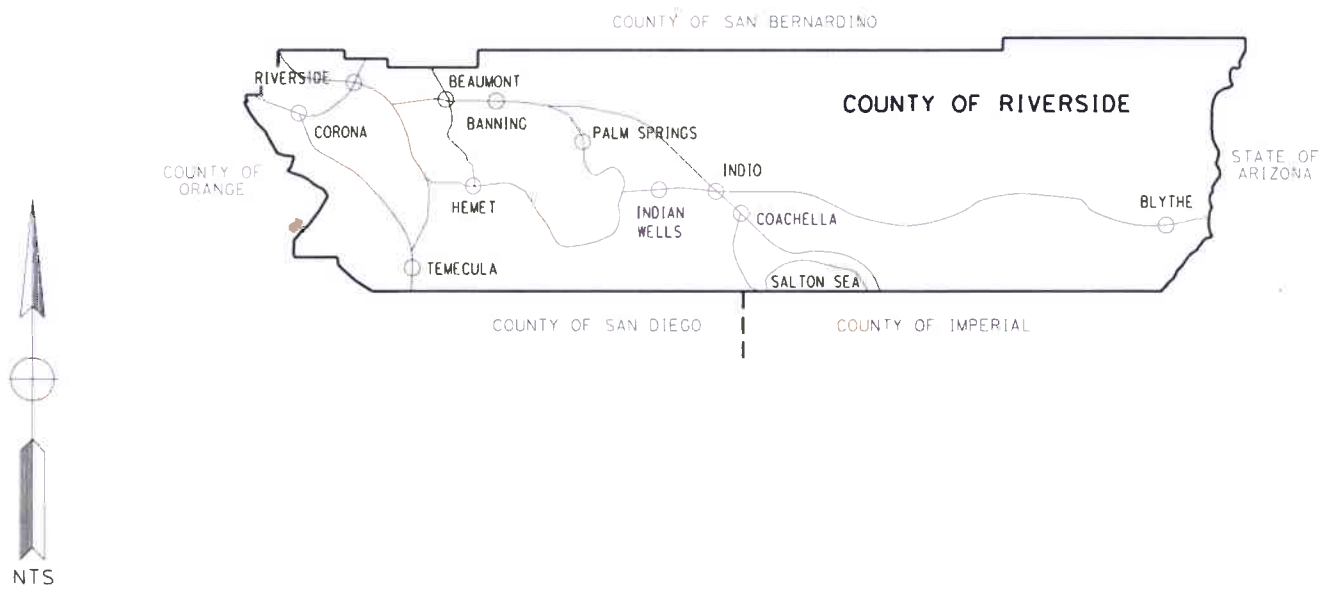 COUNTY OF SAN BERNARDINO
RIVERSIDE
BEAUMONT
COUNTY OF RIVERSIDE
CORONA
BANNING
PALM SPRINGS
COUNTY OF
ORANGE
STATE OF
ARIZONA
INDIO
HEMET
INDIAN
WELLS
COACHELLA
BLYTHE
TEMECULA
SALTON SEA
COUNTY OF SAN DIEGO
COUNTY OF IMPERIAL
NTS